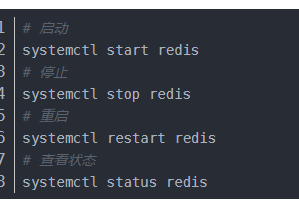 1 # 启动
2 systemctl start redis
3 # 停止
4 systemctl stop redis
5 # 重启
6 systemctl restart redis
7 # 查看状态
8 systemctl status redis